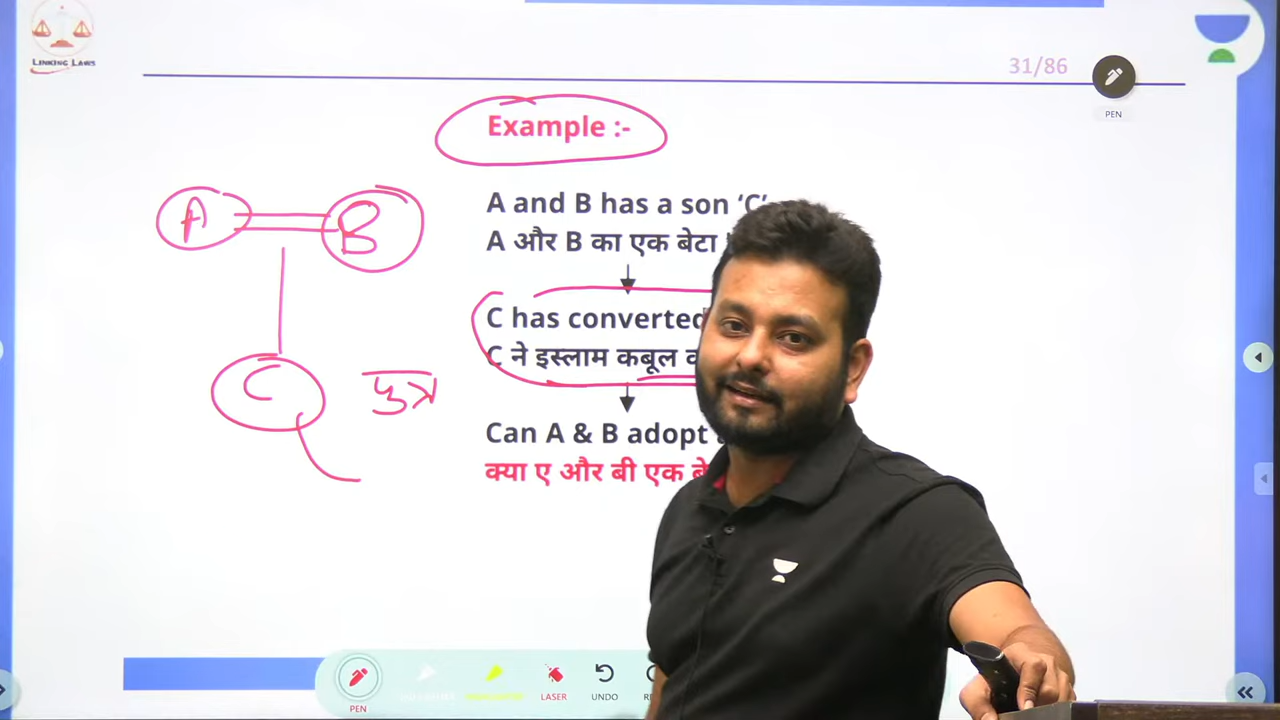 LINKING LAWS
31/86
PEN
Example :-
A and B has a son ‘C’
A और B का एक बेटा
A
B
C has converted
C ने इस्लाम कबूल
C
पुत्र
Can A & B adopt
क्या ए और बी एक
PEN
LASER
UNDO